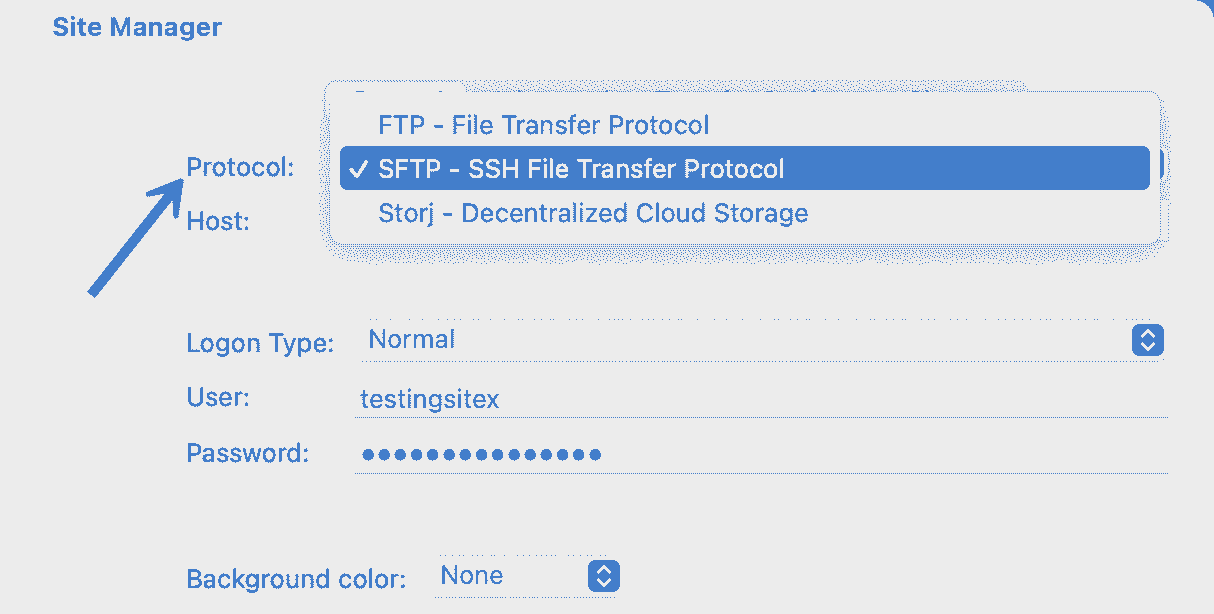 Site Manager
FTP - File Transfer Protocol
Protocol:
✓ SFTP - SSH File Transfer Protocol
Host:
Storj - Decentralized Cloud Storage
Logon Type:
Normal
User:
testingsitex
Password:
●●●●●●●●●●●●●●●
Background color:
None